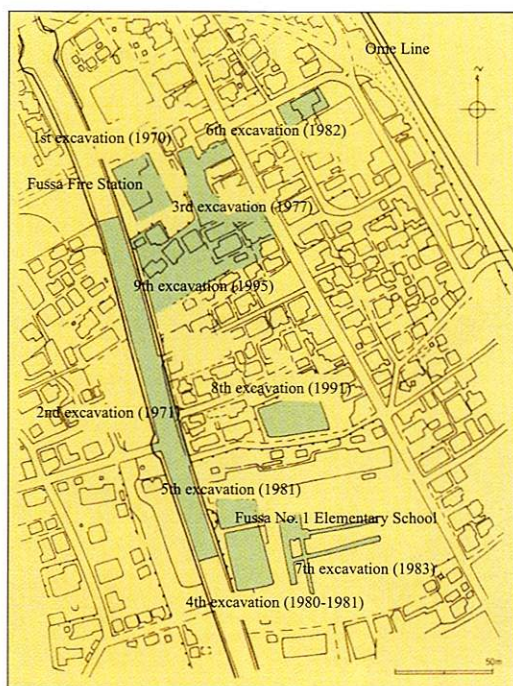 Ome Line
N
1st excavation (1970)
6th excavation (1982)
Fussa Fire Station
3rd excavation (1977)
9th excavation (1995)
8th excavation (1991)
2nd excavation (1971)
5th excavation (1981)
Fussa No. 1 Elementary School
7th excavation (1983)
4th excavation (1980-1981)
50m